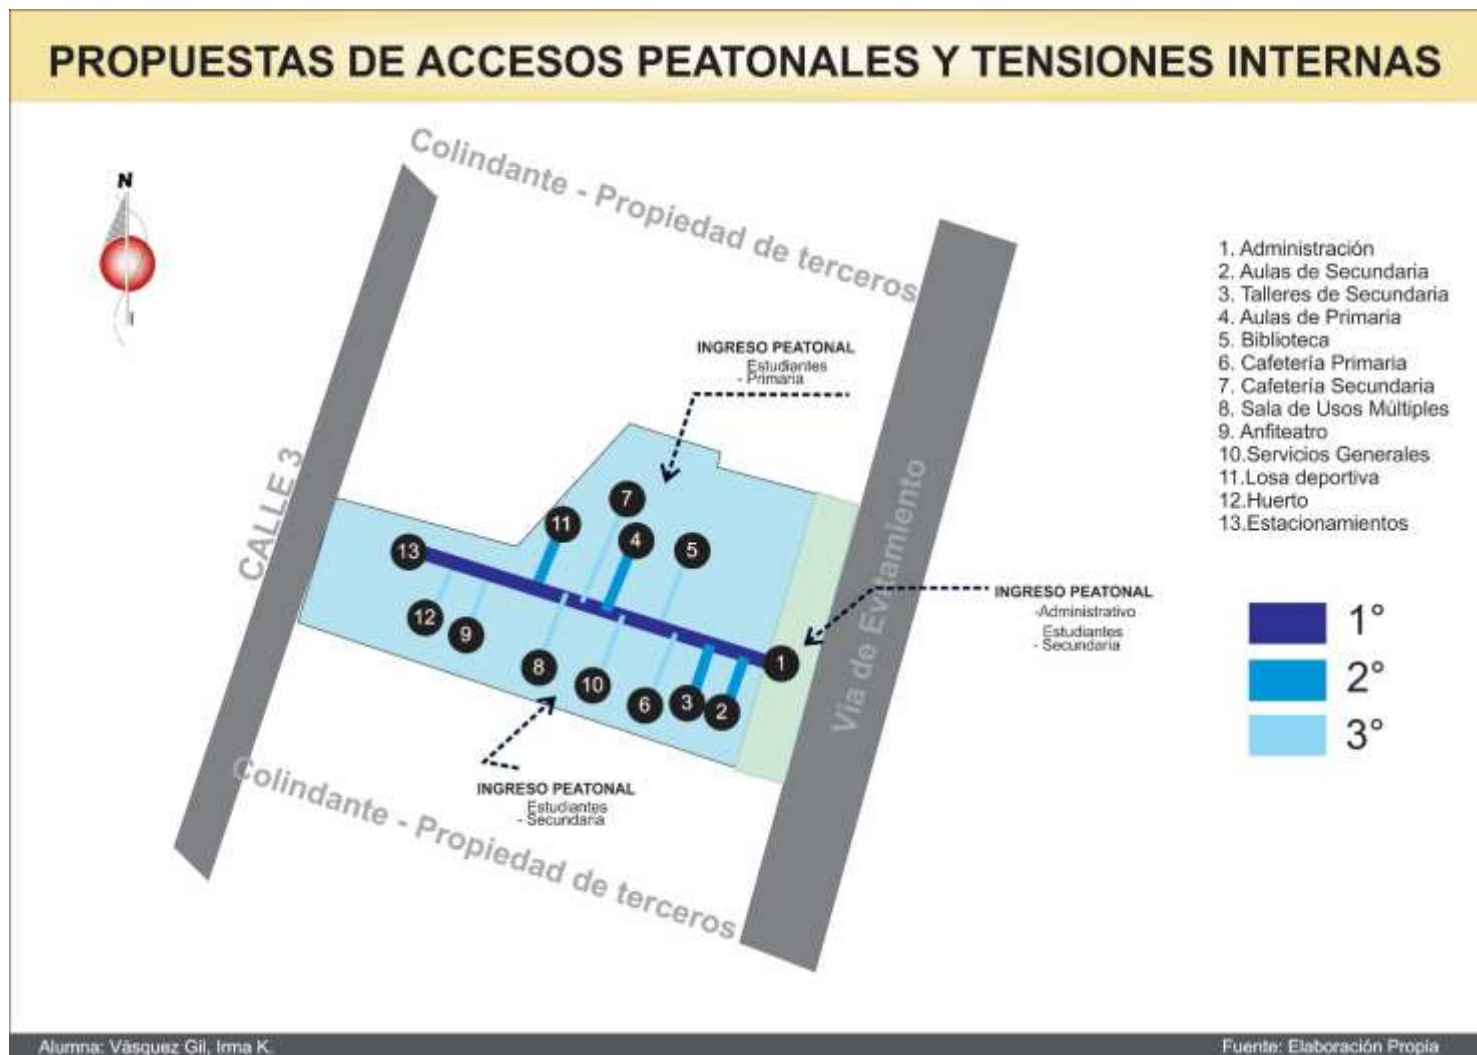 PROPUESTAS DE ACCESOS PEATONALES Y TENSIONES INTERNAS
N
Colindante - Propiedad de terceros
1. Administración
2. Aulas de Secundaria
3. Talleres de Secundaria
4. Aulas de Primaria
5. Biblioteca
6. Cafetería Primaria
7. Cafetería Secundaria
8. Sala de Usos Múltiples
9. Anfiteatro
10.Servicios Generales
11.Losa deportiva
12.Huerto
13.Estacionamientos
INGRESO PEATONAL
Estudiantes
- Primaria
CALLE 3
Via de Evitamiento
7
11
4
5
13
12
9
8
10
6
3
2
1
INGRESO PEATONAL
-Administrativo
Estudiantes
- Secundaria
1°
2°
3°
INGRESO PEATONAL
Estudiantes
- Secundaria
Colindante - Propiedad de terceros
Alumna: Vásquez Gil, Irma K.
Fuente: Elaboración Propia